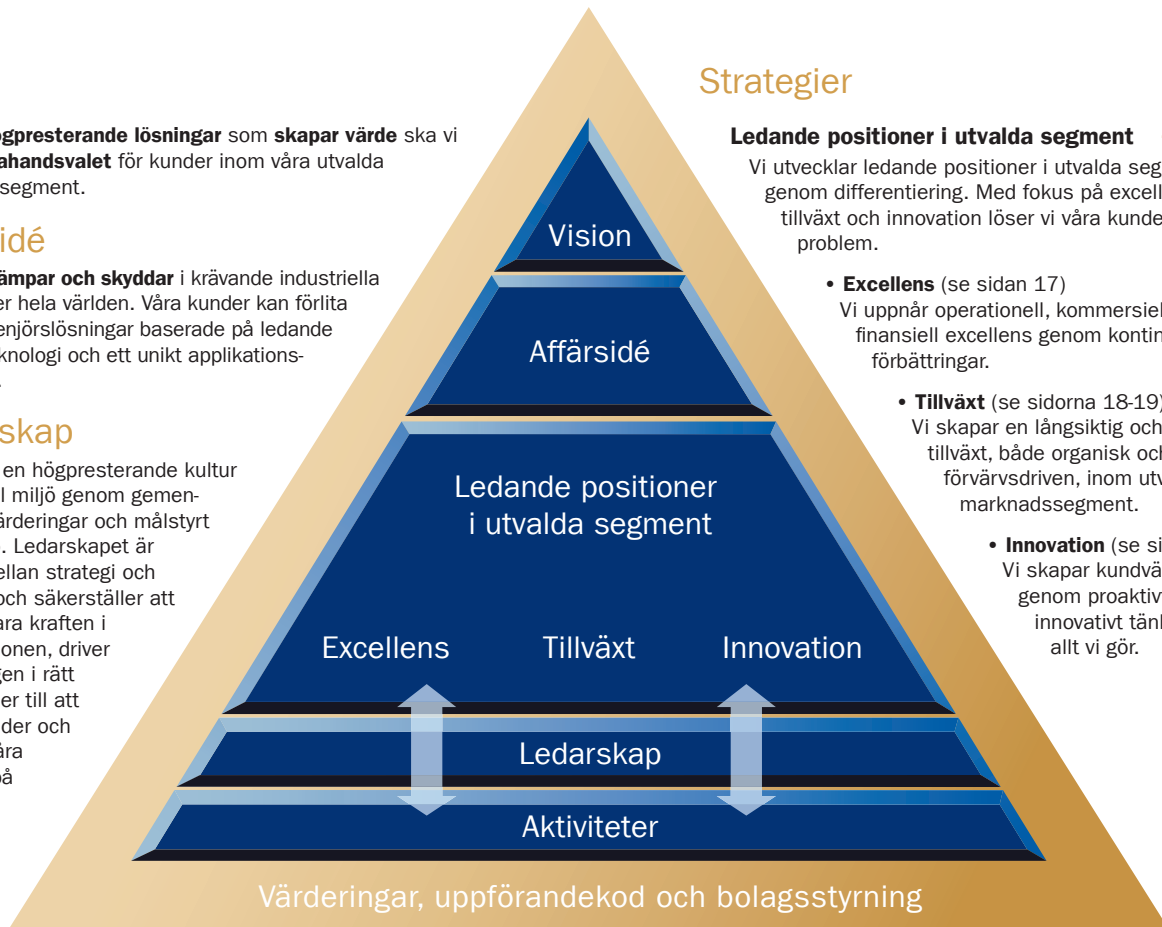 ögpresterande lösningar som skapar värde ska vi
ahandsvalet för kunder inom våra utvalda
segment.
idé
ämpar och skyddar i krävande industriella
er hela världen. Våra kunder kan förlita
enjörslösningar baserade på ledande
knologi och ett unikt applikations-
skap
en högpresterande kultur
l miljö genom gemen-
ärderingar och målstyrt
. Ledarskapet är
ellan strategi och
och säkerställer att
ara kraften i
onen, driver
gen i rätt
er till att
der och
åra
på
Vision
Affärsidé
Ledande positioner
i utvalda segment
Excellens Tillväxt Innovation
Ledarskap
Aktiviteter
Värderingar, uppförandekod och bolagsstyrning
Strategier
Ledande positioner i utvalda segment
Vi utvecklar ledande positioner i utvalda seg
genom differentiering. Med fokus på excell
tillväxt och innovation löser vi våra kunde
problem.
• Excellens (se sidan 17)
Vi uppnår operationell, kommersiel
finansiell excellens genom kontin
förbättringar.
• Tillväxt (se sidorna 18-19)
Vi skapar en långsiktig och
tillväxt, både organisk oc
förvärvsdriven, inom utv
marknadssegment.
• Innovation (se si
Vi skapar kundvä
genom proaktiv
innovativt tänk
allt vi gör.